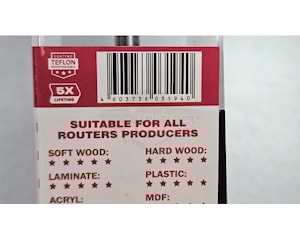 COATING
TEFLON
5X
LIFETIME
4 603736 031940
SUITABLE FOR ALL
ROUTERS PRODUCERS
SOFT WOOD: HARD WOOD:
★ ★ ★ ★ ★ ★ ★ ★ ★ ★
LAMINATE: PLASTIC:
★ ★ ★ ★ ★ ★ ★ ★ ★ ★
ACRYL: MDF: